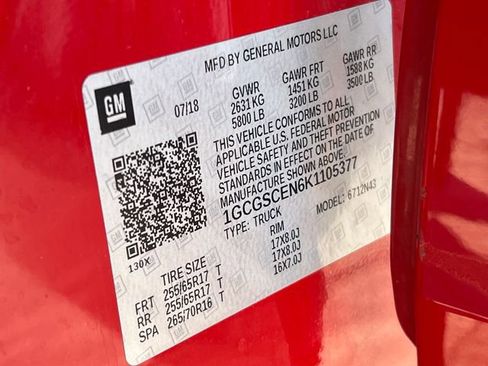 MFD BY GENERAL MOTORS LLC
GM
07/18
GVWR GAWR FRT GAWR RR
2631 KG 1451 KG 1588 KG
5800 LB 3200 LB 3500 LB
THIS VEHICLE CONFORMS TO ALL
APPLICABLE U.S. FEDERAL MOTOR
VEHICLE SAFETY AND THEFT PREVENTION
STANDARDS IN EFFECT ON THE DATE OF
MANUFACTURE SHOWN ABOVE.
1GCGSCEN6K1105377
TYPE: TRUCK MODEL: 6712N43
130X
TIRE SIZE RIM
FRT 255/65R17 T 17X8.0J
RR 255/65R17 T 17X8.0J
SPA 265/70R16 T 16X7.0J